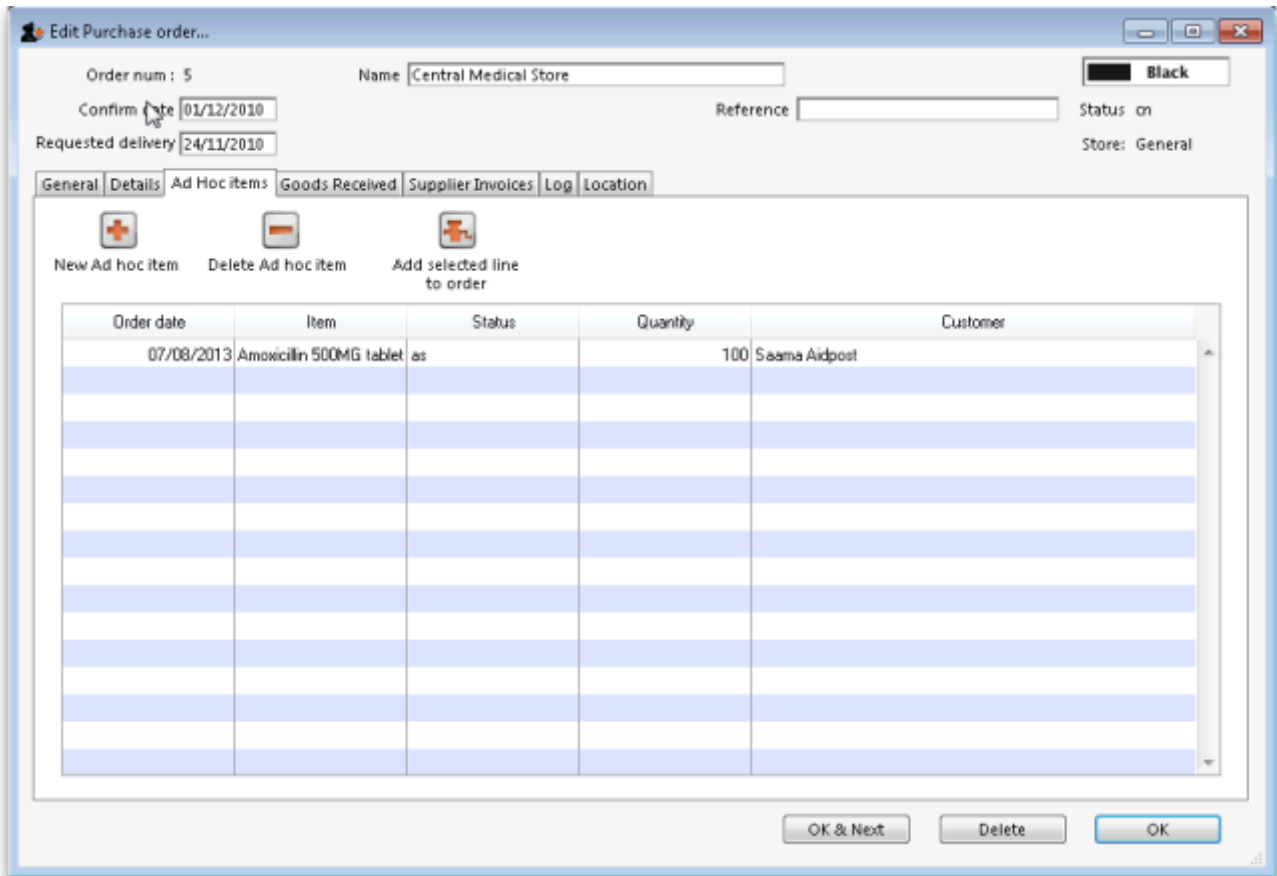 Edit Purchase order...
Order num : 5 Name Central Medical Store Black
Confirm date 01/12/2010 Reference Status cn
Requested delivery 24/11/2010 Store: General
General Details Ad Hoc items Goods Received Supplier Invoices Log Location
New Ad hoc item Delete Ad hoc item Add selected line
to order
Order date Item Status Quantity Customer
07/08/2013 Amoxicillin 500MG tablet as 100 Saama Aidpost
OK & Next Delete OK